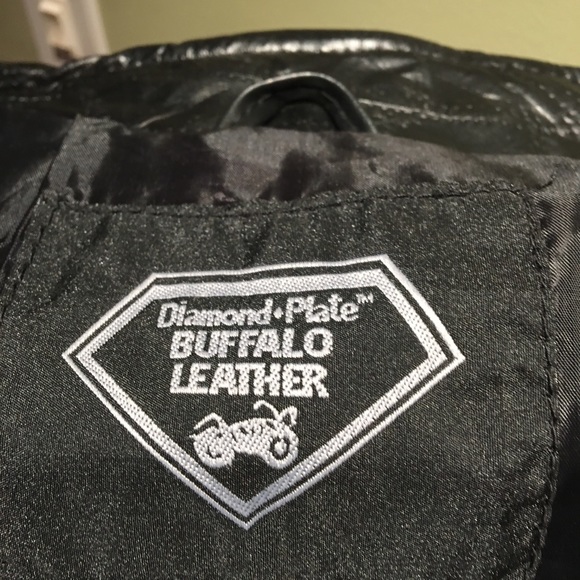 Diamond♦Plate™
BUFFALO
LEATHER